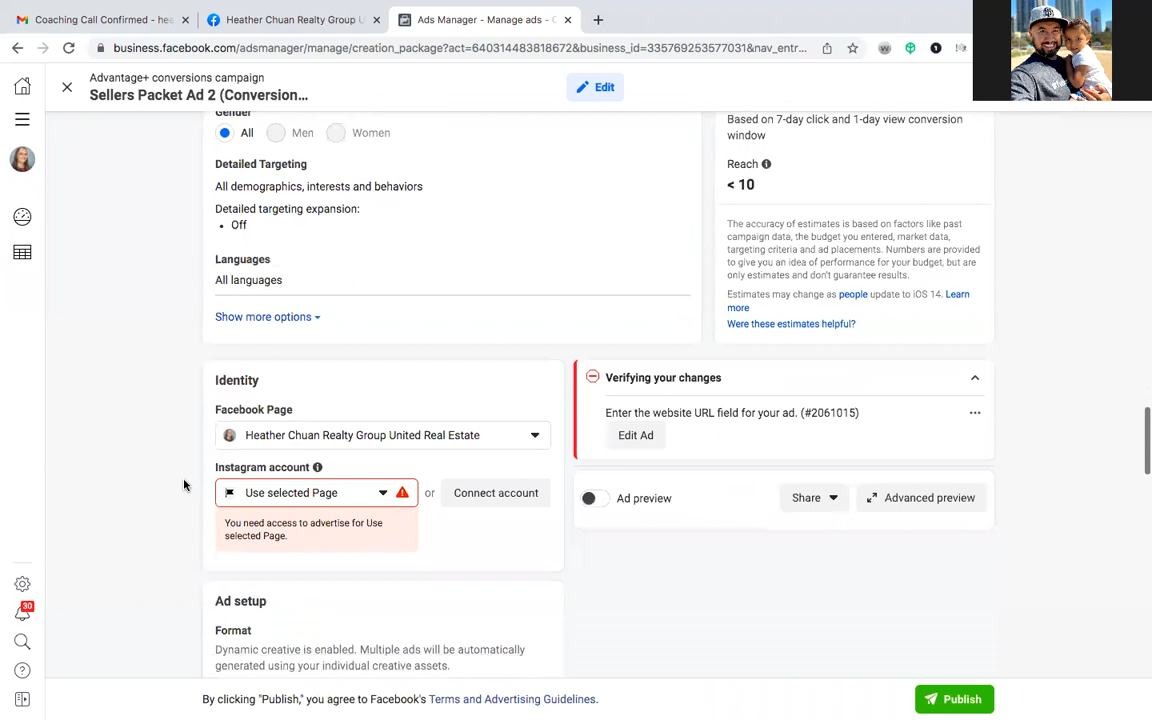 Coaching Call Confirmed - hea
Heather Chuan Realty Group U
Ads Manager - Manage ads - C
business.facebook.com/adsmanager/manage/creation_package?act=640314483818672&business_id=335769253577031&nav_entr...
Advantage+ conversions campaign
Sellers Packet Ad 2 (Conversion...
Edit
Gender
All
Men
Women
Detailed Targeting
All demographics, interests and behaviors
Detailed targeting expansion:
• Off
Languages
All languages
Show more options
Based on 7-day click and 1-day view conversion
window
Reach
< 10
The accuracy of estimates is based on factors like past
campaign data, the budget you entered, market data,
targeting criteria and ad placements. Numbers are provided
to give you an idea of performance for your budget, but are
only estimates and don't guarantee results.
Estimates may change as people update to iOS 14. Learn
more
Were these estimates helpful?
Identity
Facebook Page
Heather Chuan Realty Group United Real Estate
Instagram account
Use selected Page
or
Connect account
You need access to advertise for Use
selected Page.
Verifying your changes
Enter the website URL field for your ad. (#2061015)
Edit Ad
Ad preview
Share
Advanced preview
Ad setup
Format
Dynamic creative is enabled. Multiple ads will be automatically
generated using your individual creative assets.
30
By clicking "Publish," you agree to Facebook's Terms and Advertising Guidelines.
Publish